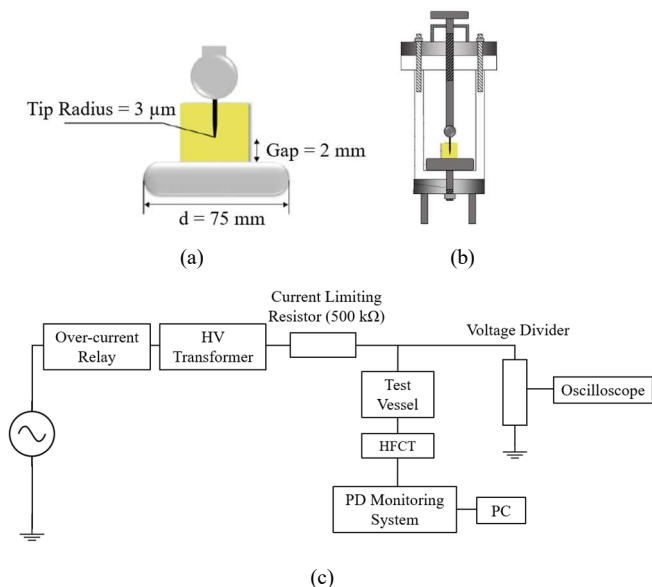 Tip Radius = 3 µm
Gap = 2 mm
d = 75 mm
(a)
(b)
Current Limiting
Resistor (500 kΩ)
Over-current
Relay
HV
Transformer
Voltage Divider
Test
Vessel
Oscilloscope
HFCT
PD Monitoring
System
PC
(c)